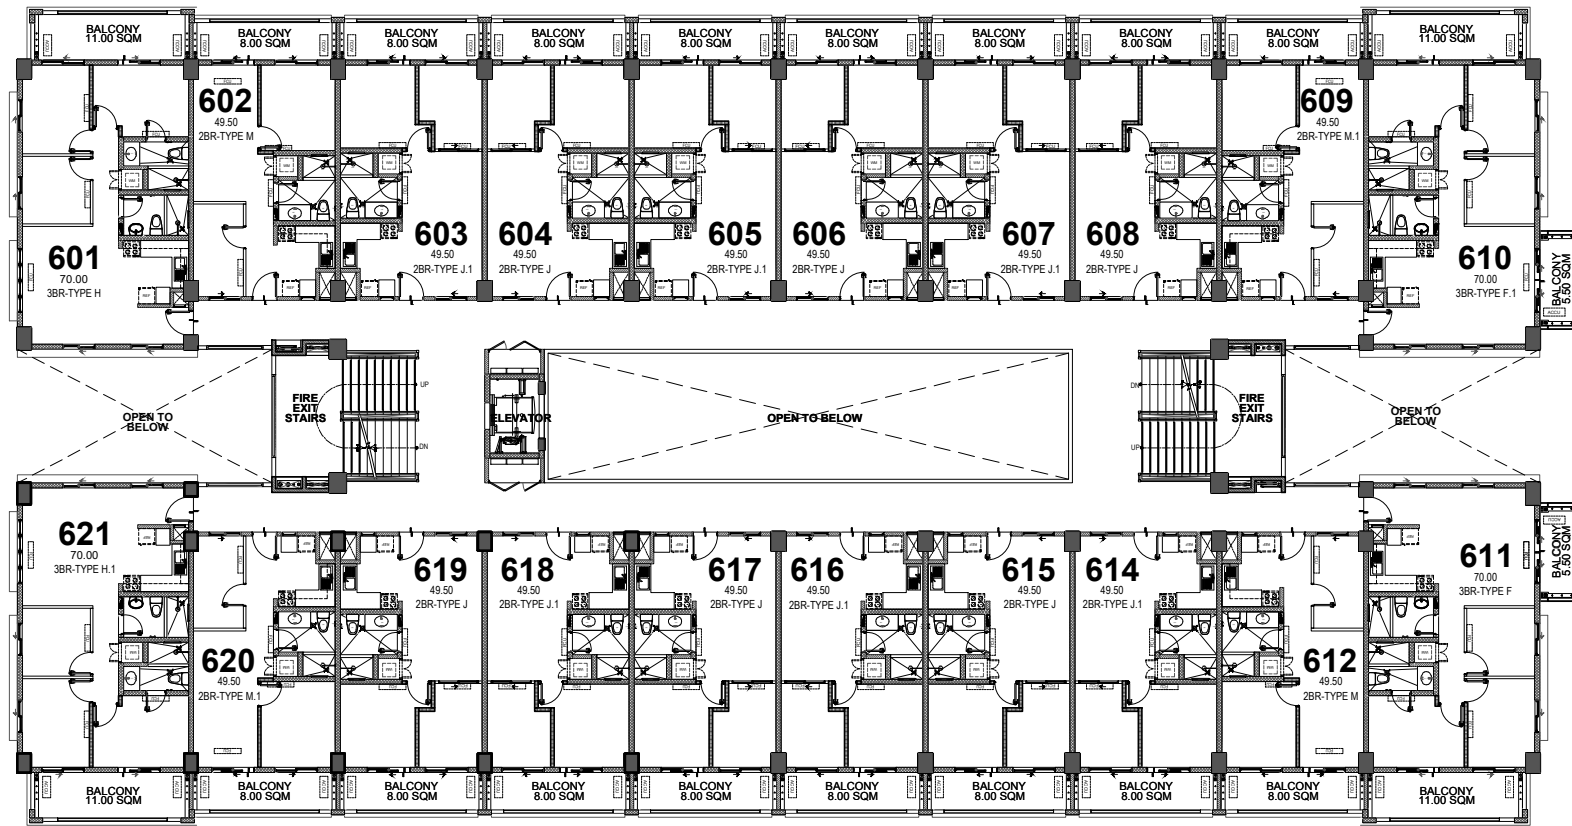 BALCONY
11.00 SQM
BALCONY
8.00 SQM
BALCONY
8.00 SQM
BALCONY
8.00 SQM
BALCONY
8.00 SQM
BALCONY
8.00 SQM
BALCONY
8.00 SQM
BALCONY
8.00 SQM
BALCONY
8.00 SQM
BALCONY
11.00 SQM
602
49.50
2BR-TYPE M
609
49.50
2BR-TYPE M.1
601
70.00
3BR-TYPE H
603
49.50
2BR-TYPE J.1
604
49.50
2BR-TYPE J
605
49.50
2BR-TYPE J.1
606
49.50
2BR-TYPE J
607
49.50
2BR-TYPE J.1
608
49.50
2BR-TYPE J
610
70.00
3BR-TYPE F.1
BALCONY
5.50 SQM
ACCU
OPEN TO
BELOW
FIRE
EXIT
STAIRS
UP
DN
ELEVATOR
OPEN TO BELOW
DN
UP
FIRE
EXIT
STAIRS
OPEN TO
BELOW
621
70.00
3BR-TYPE H.1
619
49.50
2BR-TYPE J
618
49.50
2BR-TYPE J.1
617
49.50
2BR-TYPE J
616
49.50
2BR-TYPE J.1
615
49.50
2BR-TYPE J
614
49.50
2BR-TYPE J.1
611
70.00
3BR-TYPE F
ACCU
BALCONY
5.50 SQM
620
49.50
2BR-TYPE M.1
612
49.50
2BR-TYPE M
BALCONY
11.00 SQM
BALCONY
8.00 SQM
BALCONY
8.00 SQM
BALCONY
8.00 SQM
BALCONY
8.00 SQM
BALCONY
8.00 SQM
BALCONY
8.00 SQM
BALCONY
8.00 SQM
BALCONY
8.00 SQM
BALCONY
11.00 SQM